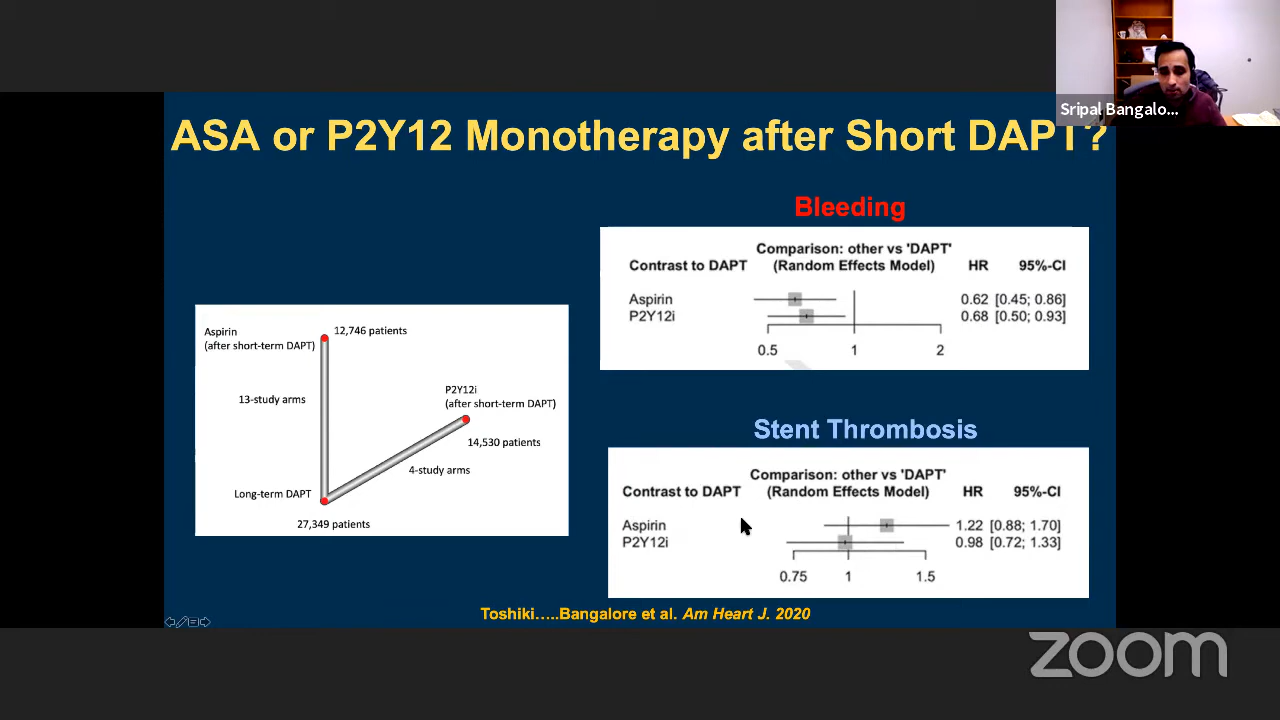 Sripal Bangalo...
ASA or P2Y12 Monotherapy after Short DAPT?
Aspirin
(after short-term DAPT)
12,746 patients
13-study arms
P2Y12i
(after short-term DAPT)
14,530 patients
4-study arms
Long-term DAPT
27,349 patients
Bleeding
Comparison: other vs 'DAPT'
Contrast to DAPT (Random Effects Model) HR 95%-CI
Aspirin 0.62 [0.45; 0.86]
P2Y12i 0.68 [0.50; 0.93]
0.5 1 2
Stent Thrombosis
Comparison: other vs 'DAPT'
Contrast to DAPT (Random Effects Model) HR 95%-CI
Aspirin 1.22 [0.88; 1.70]
P2Y12i 0.98 [0.72; 1.33]
0.75 1 1.5
Toshiki.....Bangalore et al. Am Heart J. 2020
zoom